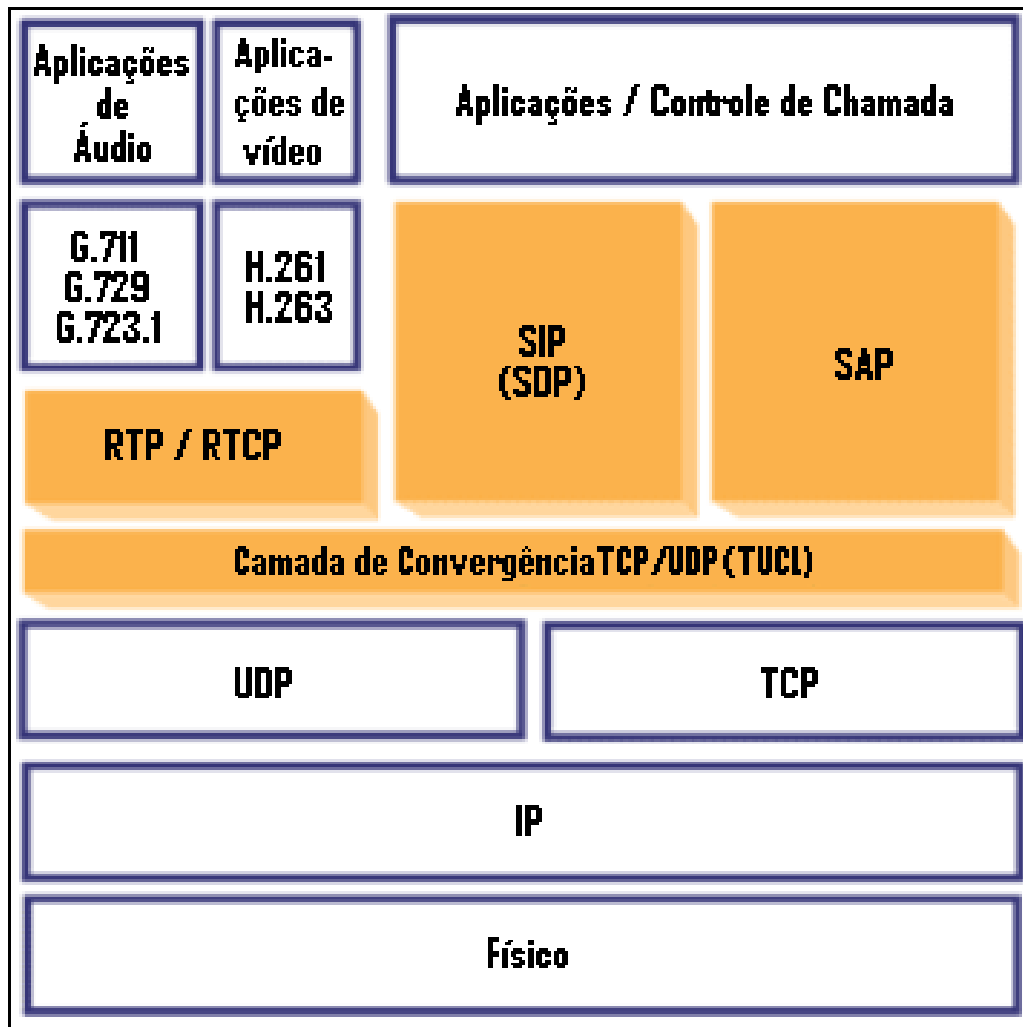 Aplicações
de
Áudio
Aplica-
ções de
vídeo
Aplicações / Controle de Chamada
G.711
G.729
G.723.1
H.261
H.263
SIP
(SDP)
SAP
RTP / RTCP
Camada de ConvergênciaTCP/UDP(TUCL)
UDP
TCP
IP
Físico